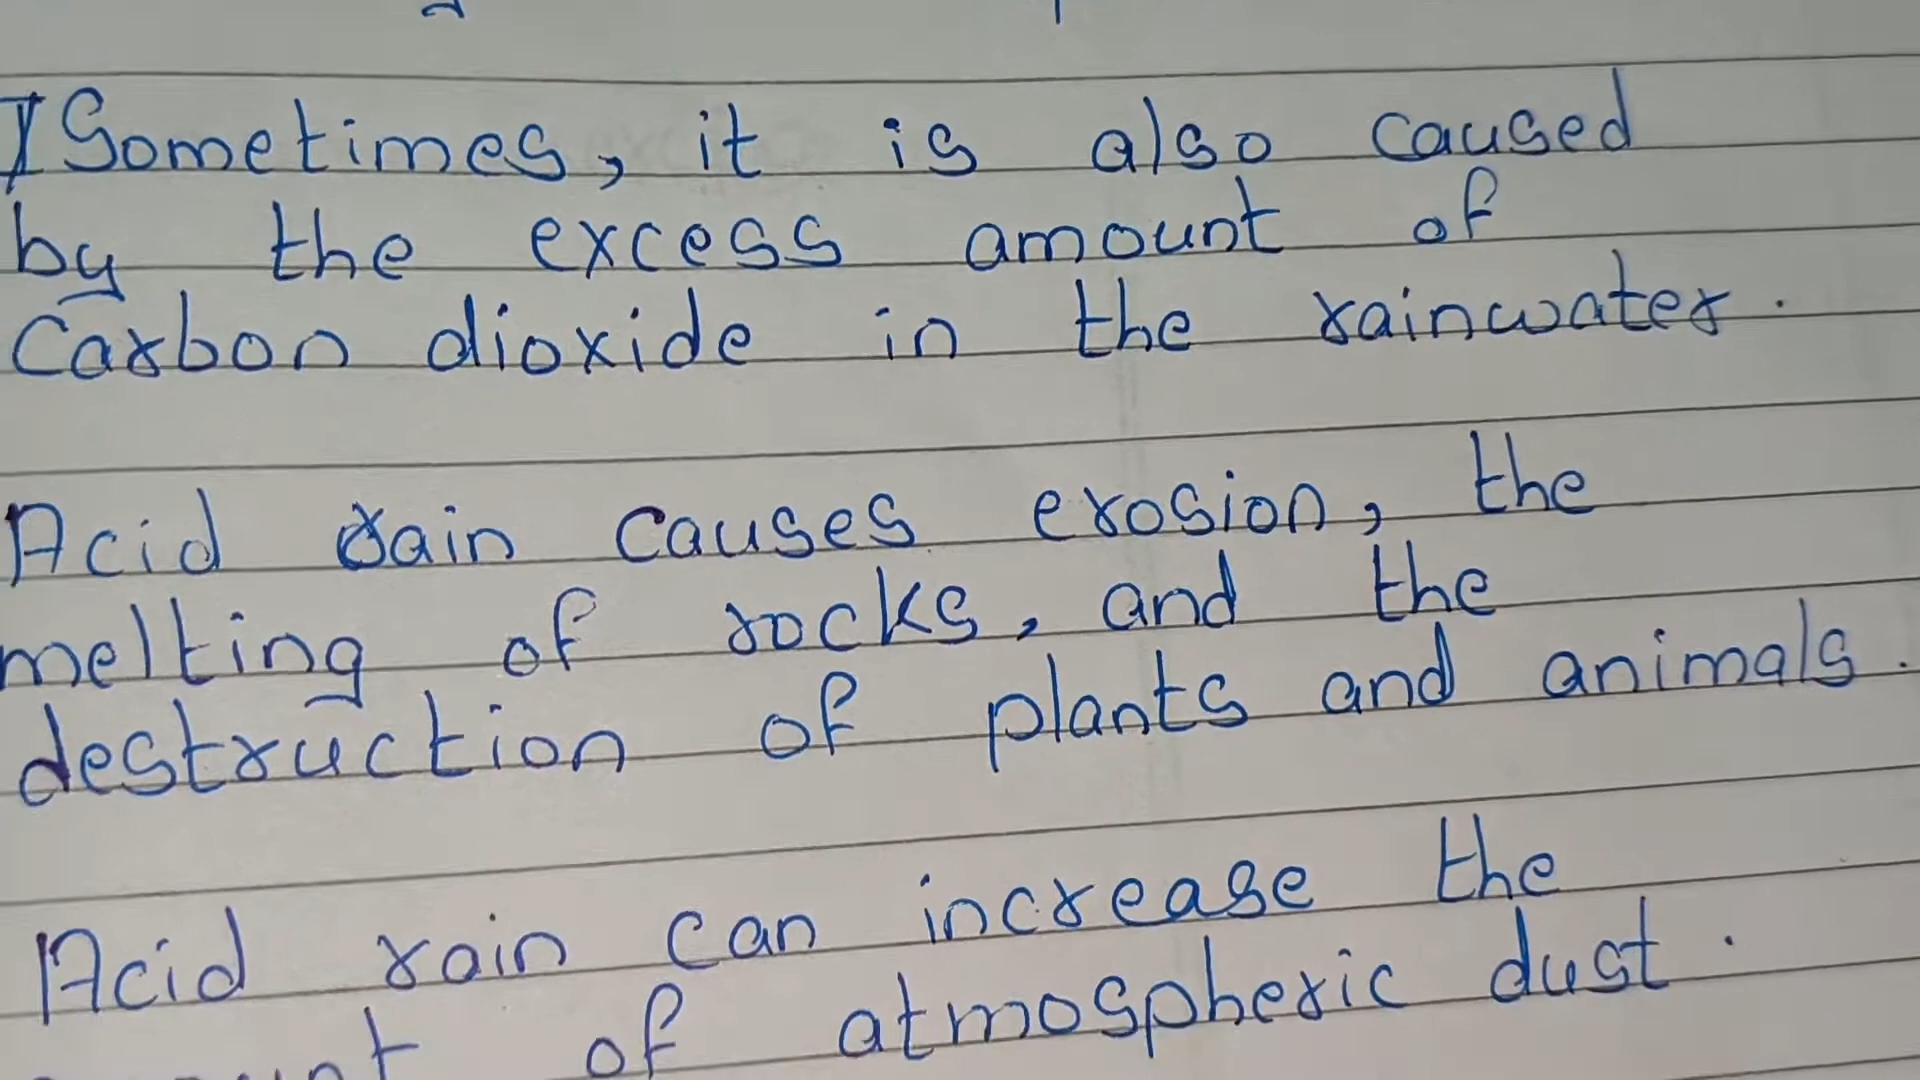 Sometimes, it is also caused
by the excess amount of
Carbon dioxide in the rainwater.
Acid rain causes erosion, the
melting of rocks, and the
destruction of plants and animals.
Acid rain can increase the
of atmospheric dust.